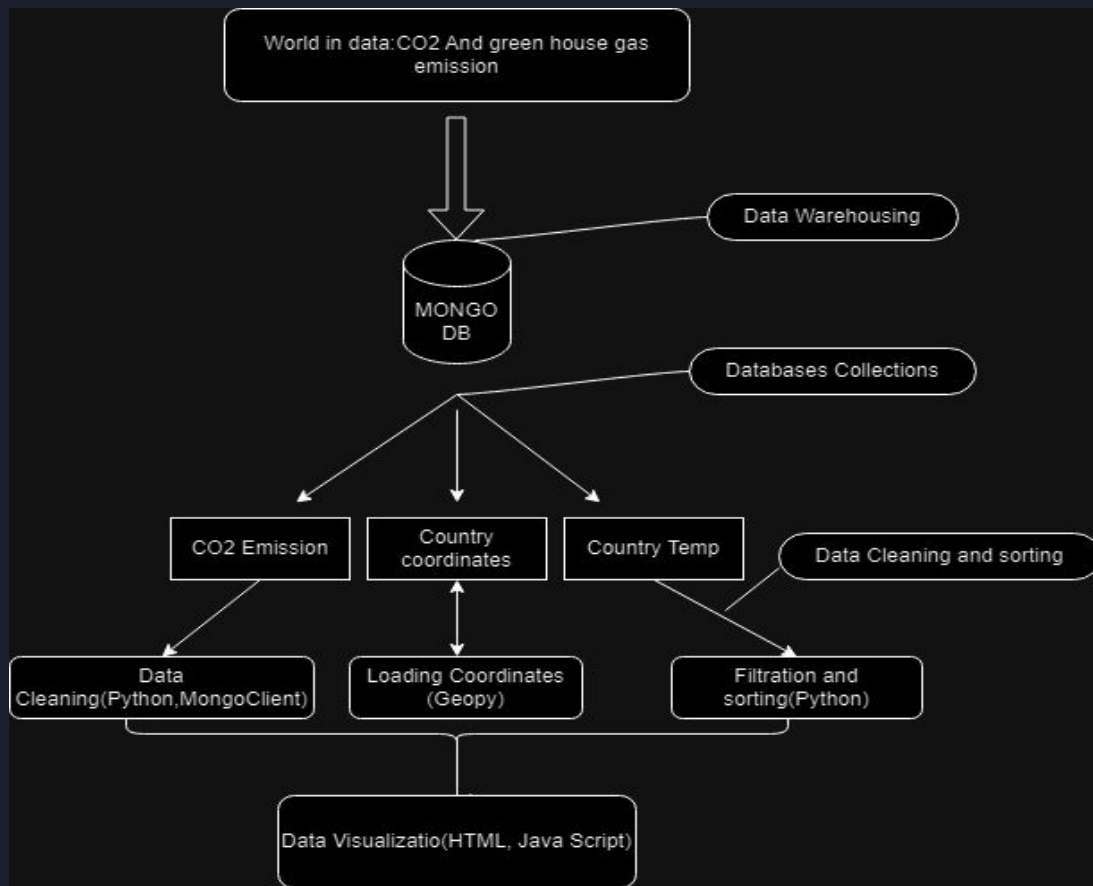 World in data:CO2 And green house gas
emission
Data Warehousing
MONGO
DB
Databases Collections
CO2 Emission
Country
coordinates
Country Temp
Data Cleaning and sorting
Data
Cleaning(Python,MongoClient)
Loading Coordinates
(Geopy)
Filtration and
sorting(Python)
Data Visualizatio(HTML, Java Script)